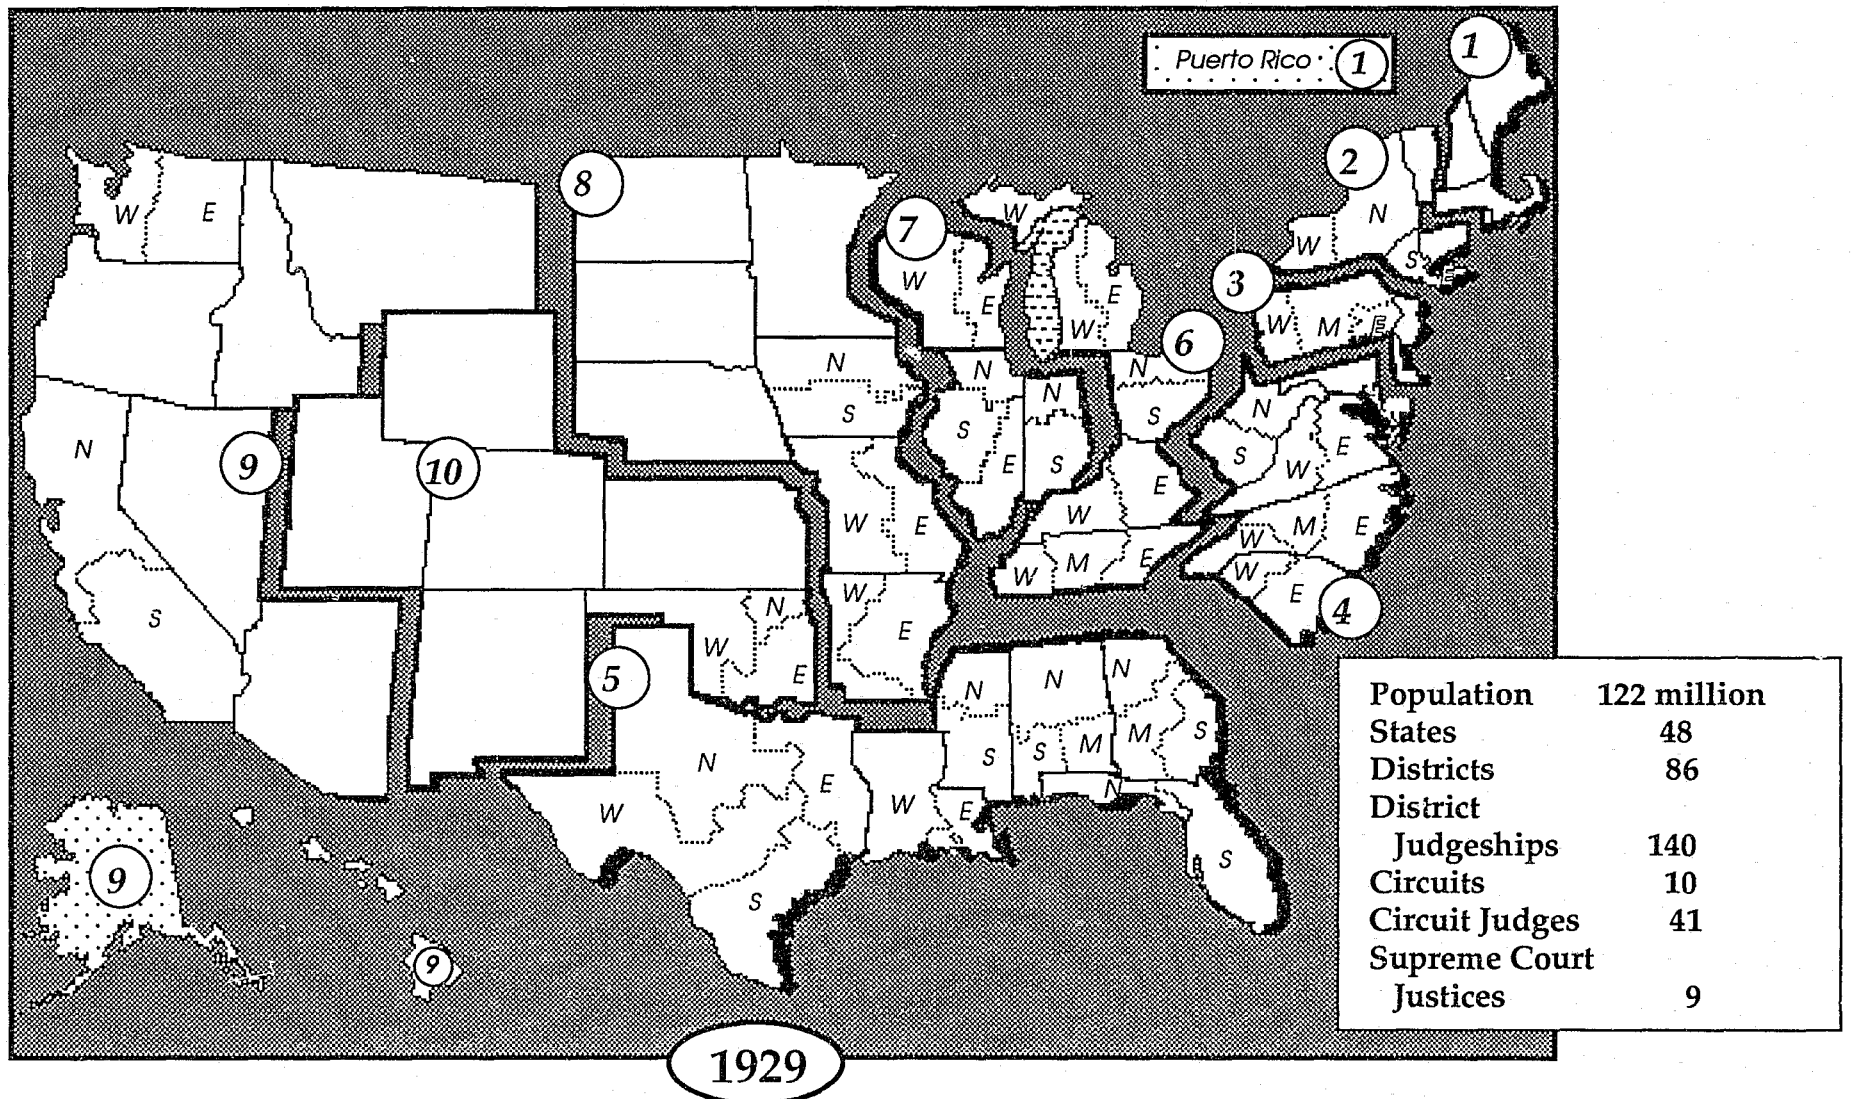 Puerto Rico 1
1
2
8
W
E
W
N
7
W
S
E
3
W
E
W
E
W
M
E
6
W
N
N
N
N
S
N
S
S
E
N
S
E
W
9
10
N
E
S
S
W
E
W
W
E
W
M
E
W
M
E
W
S
W
E
4
N
W
E
5
W
E
N
N
N
S
M
M
S
S
N
E
W
W
E
N
S
S
9
9
Population 122 million
States 48
Districts 86
District
Judgeships 140
Circuits 10
Circuit Judges 41
Supreme Court
Justices 9
1929